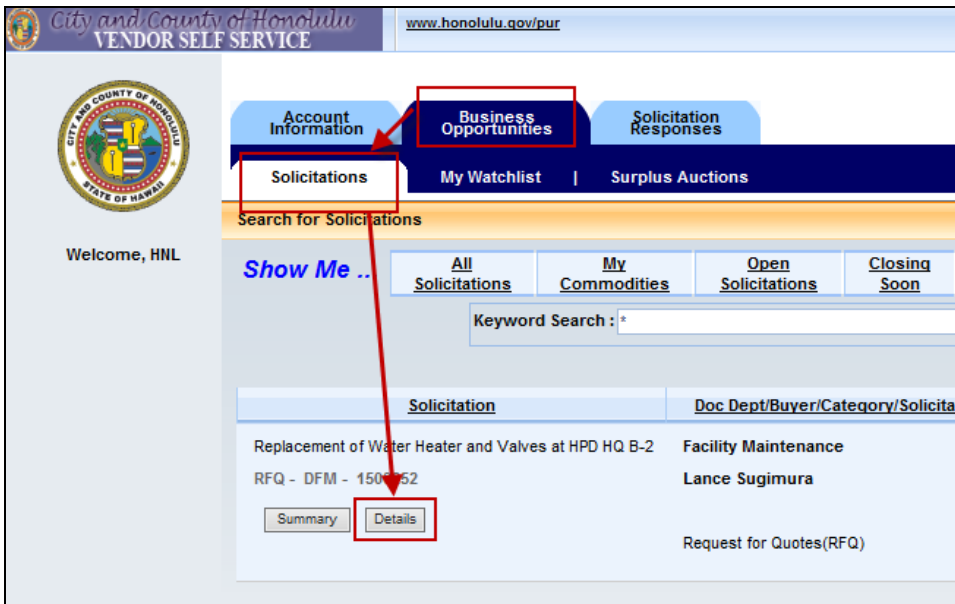 City and County of Honolulu
VENDOR SELF SERVICE
www.honolulu.gov/pur
CITY AND COUNTY OF HONOLULU
STATE OF HAWAII
Welcome, HNL
Account Information
Business Opportunities
Solicitation Responses
Solicitations
My Watchlist | Surplus Auctions
Search for Solicitations
Show Me ..
All Solicitations
My Commodities
Open Solicitations
Closing Soon
Keyword Search : *
Solicitation
Doc Dept/Buyer/Category/Solicita
Replacement of Water Heater and Valves at HPD HQ B-2
Facility Maintenance
RFQ - DFM -
Lance Sugimura
Summary
Details
Request for Quotes(RFQ)